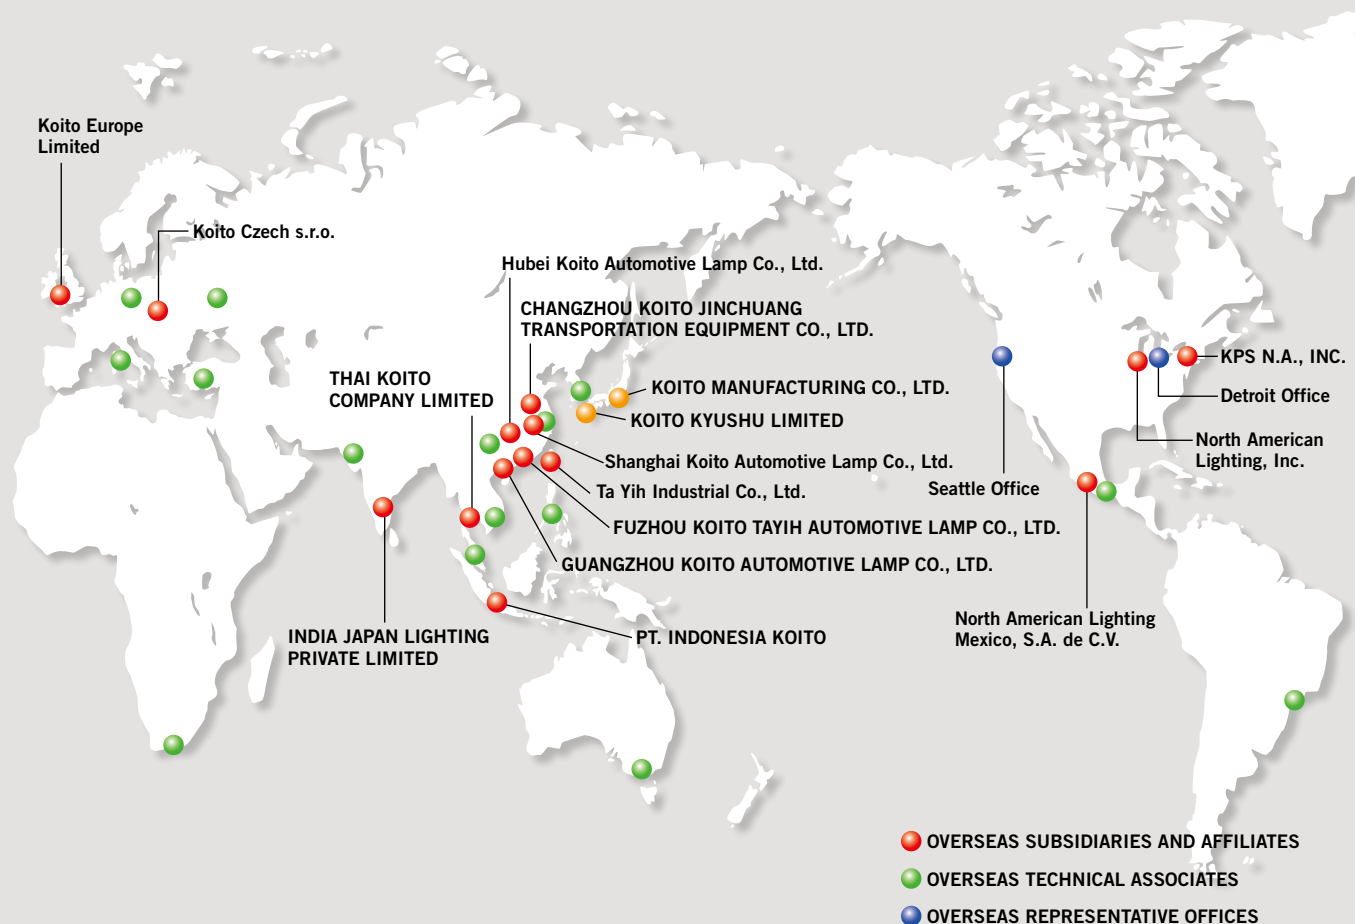 Koito Europe
Limited
Koito Czech s.r.o.
Hubei Koito Automotive Lamp Co., Ltd.
CHANGZHOU KOITO JINCHUANG
TRANSPORTATION EQUIPMENT CO., LTD.
THAI KOITO
COMPANY LIMITED
KOITO MANUFACTURING CO., LTD.
KOITO KYUSHU LIMITED
Shanghai Koito Automotive Lamp Co., Ltd.
Ta Yih Industrial Co., Ltd.
FUZHOU KOITO TAYIH AUTOMOTIVE LAMP CO., LTD.
GUANGZHOU KOITO AUTOMOTIVE LAMP CO., LTD.
INDIA JAPAN LIGHTING
PRIVATE LIMITED
PT. INDONESIA KOITO
KPS N.A., INC.
Detroit Office
North American
Lighting, Inc.
Seattle Office
North American Lighting
Mexico, S.A. de C.V.
OVERSEAS SUBSIDIARIES AND AFFILIATES
OVERSEAS TECHNICAL ASSOCIATES
OVERSEAS REPRESENTATIVE OFFICES